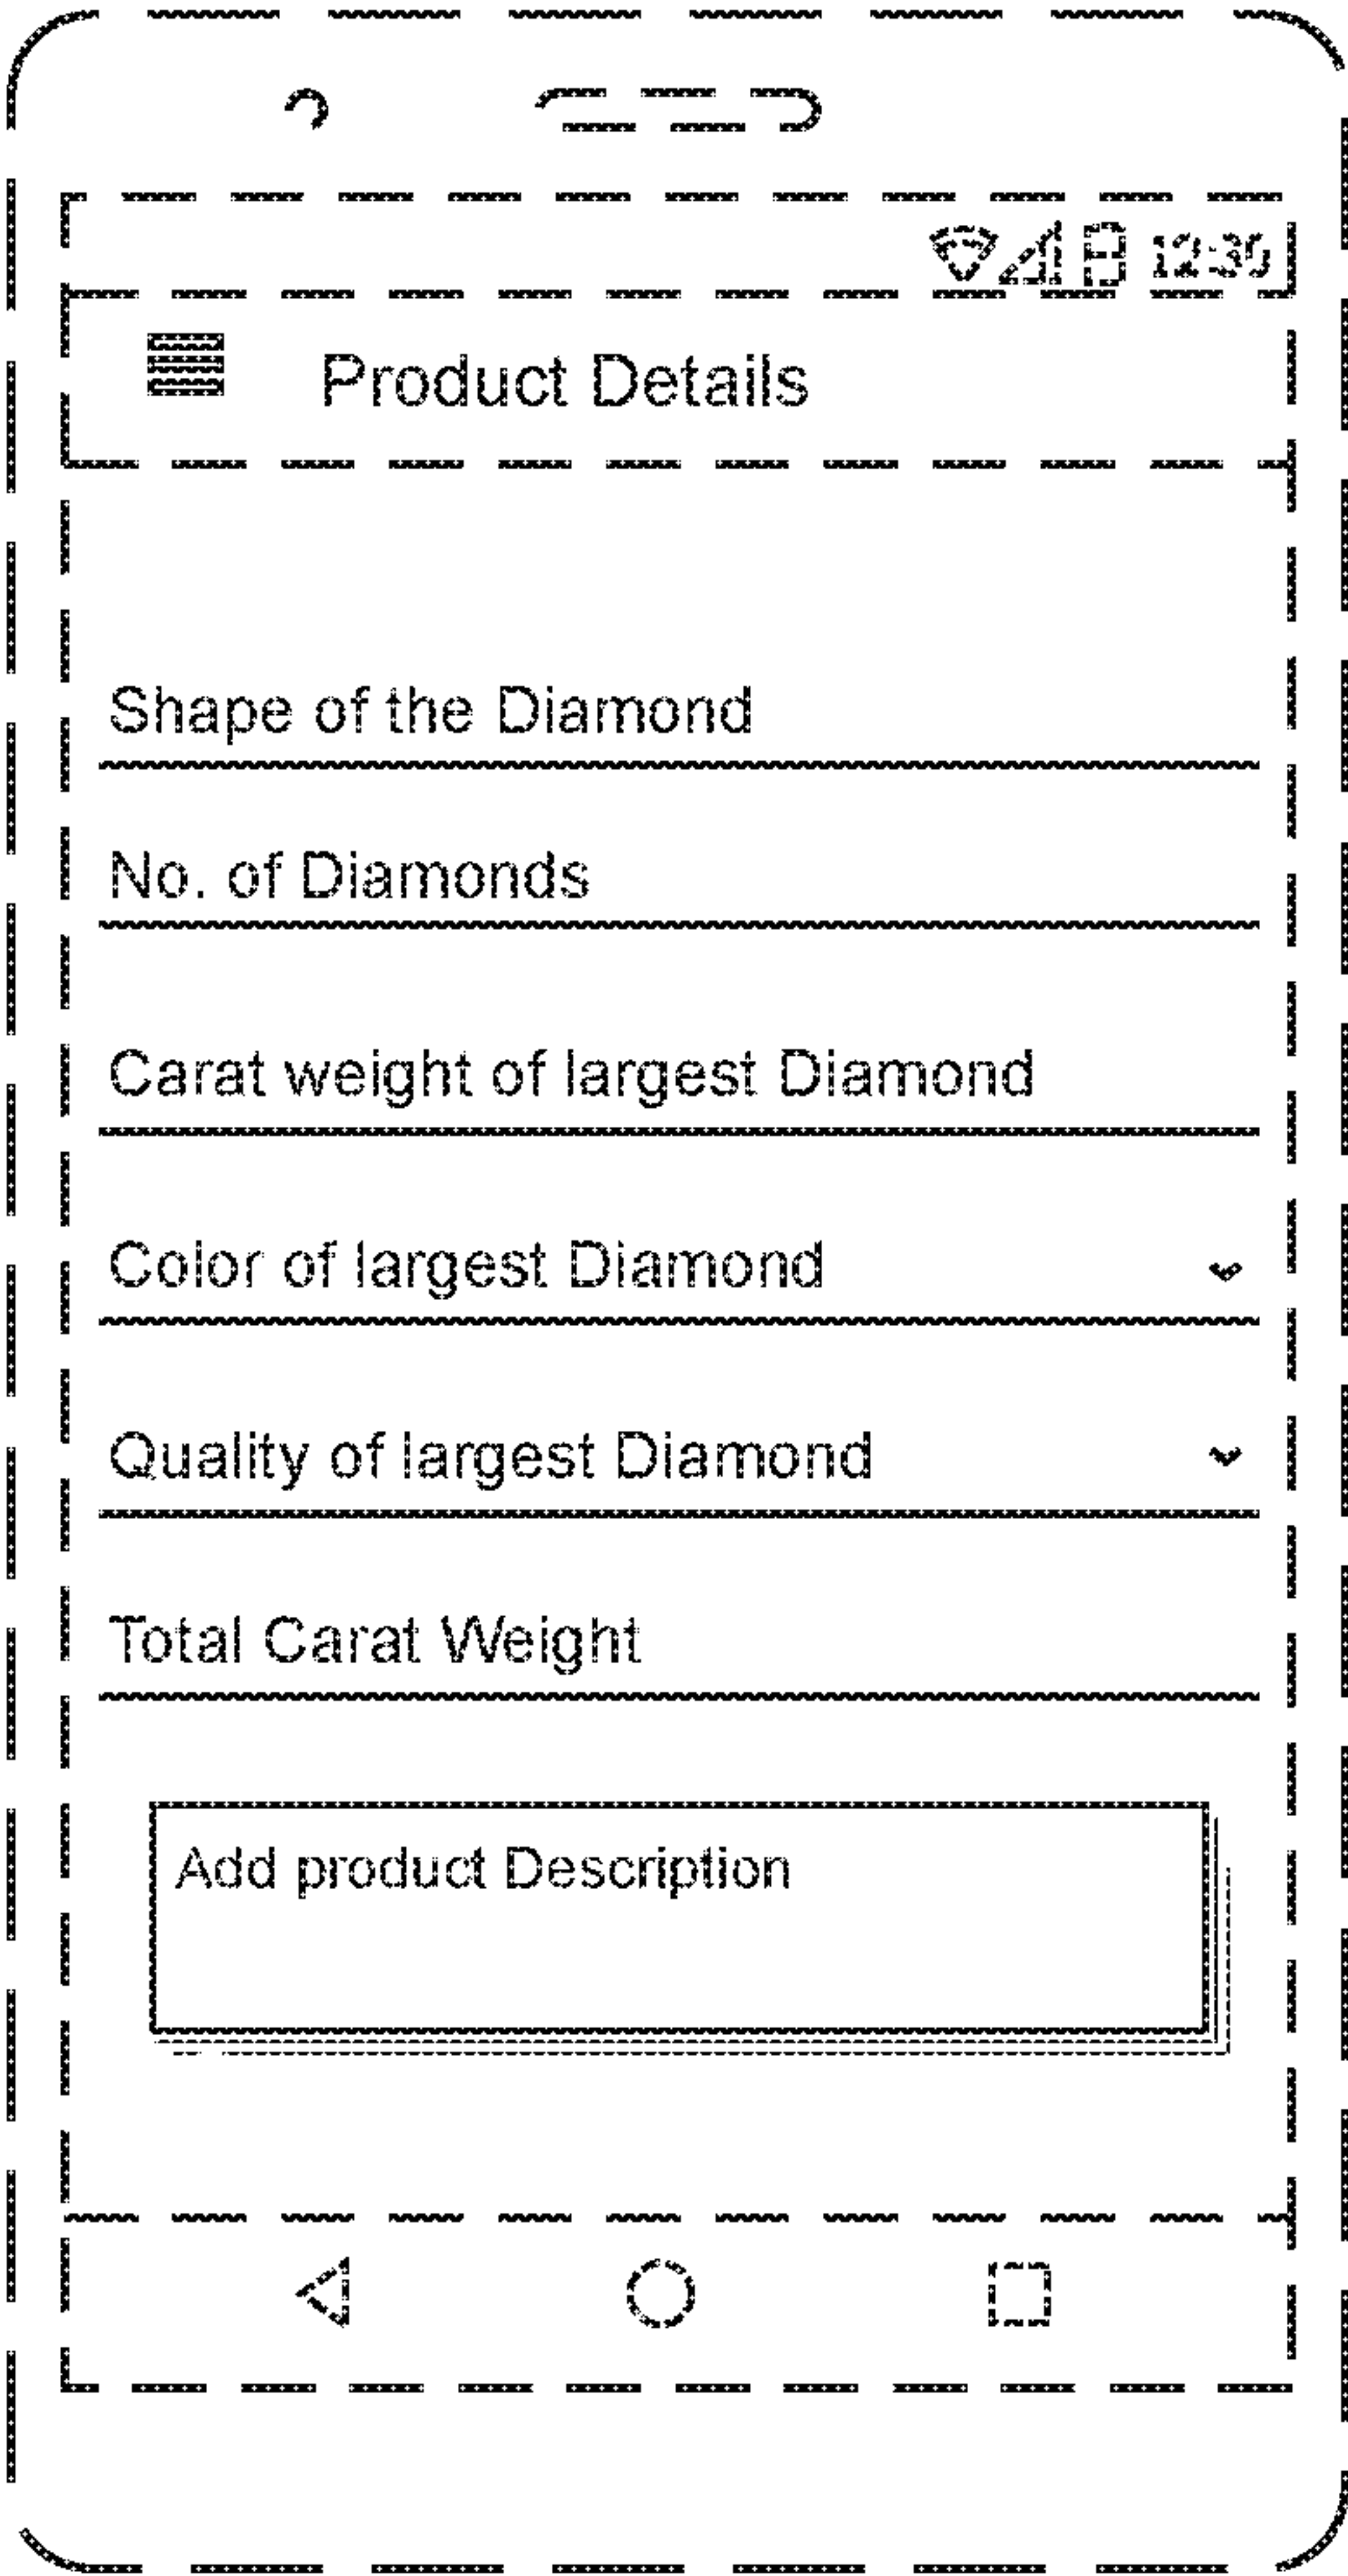 12:30
Product Details
Shape of the Diamond
No. of Diamonds
Carat weight of largest Diamond
Color of largest Diamond
Quality of largest Diamond
Total Carat Weight
Add product Description